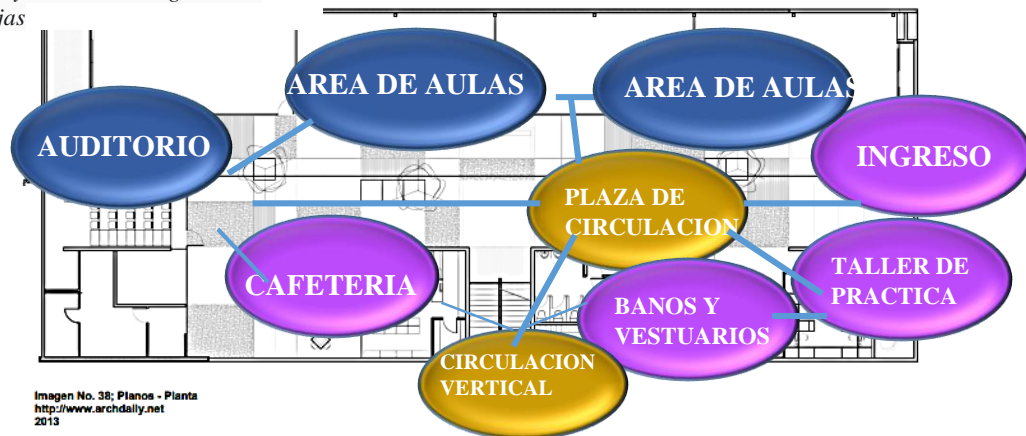 jas
AREA DE AULAS
AREA DE AULAS
AUDITORIO
INGRESO
PLAZA DE
CIRCULACION
CAFETERIA
TALLER DE
PRACTICA
BANOS Y
VESTUARIOS
CIRCULACION
VERTICAL
Imagen No. 38; Planos - Planta
http://www.archdaily.net
2013